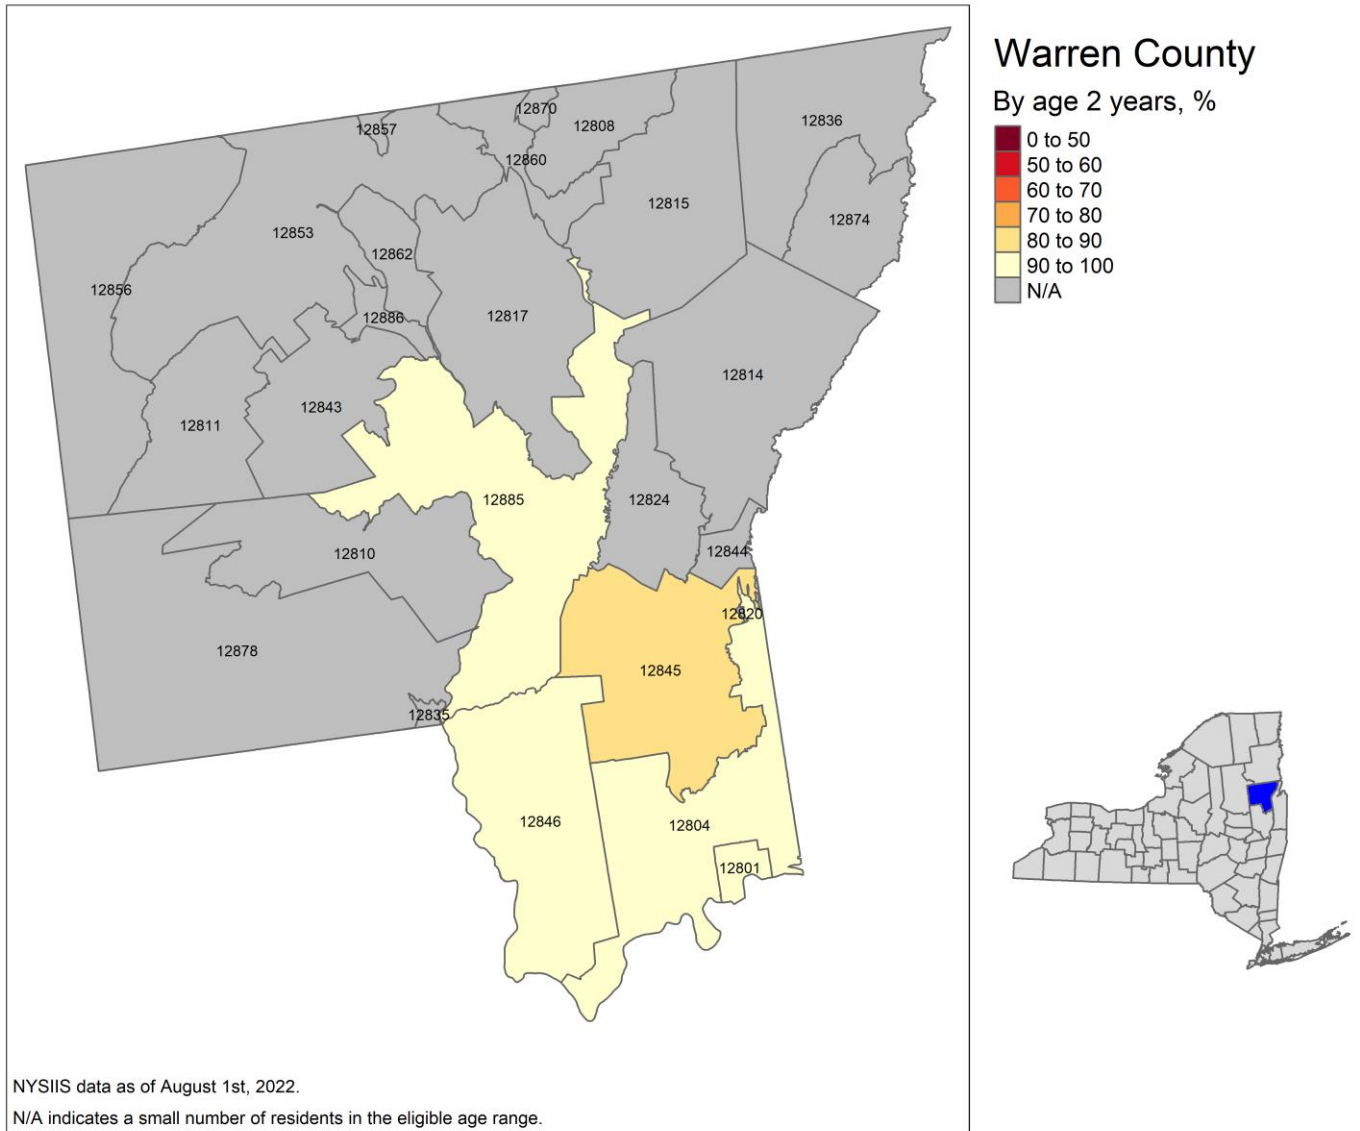 Warren County
By age 2 years, %
0 to 50
50 to 60
60 to 70
70 to 80
80 to 90
90 to 100
N/A
12870
12857
12808
12836
12860
12815
12874
12853
12862
12856
12886
12817
12814
12843
12811
12885
12824
12844
12810
12820
12878
12845
12835
12846
12804
12801
NYSIIS data as of August 1st, 2022.
N/A indicates a small number of residents in the eligible age range.